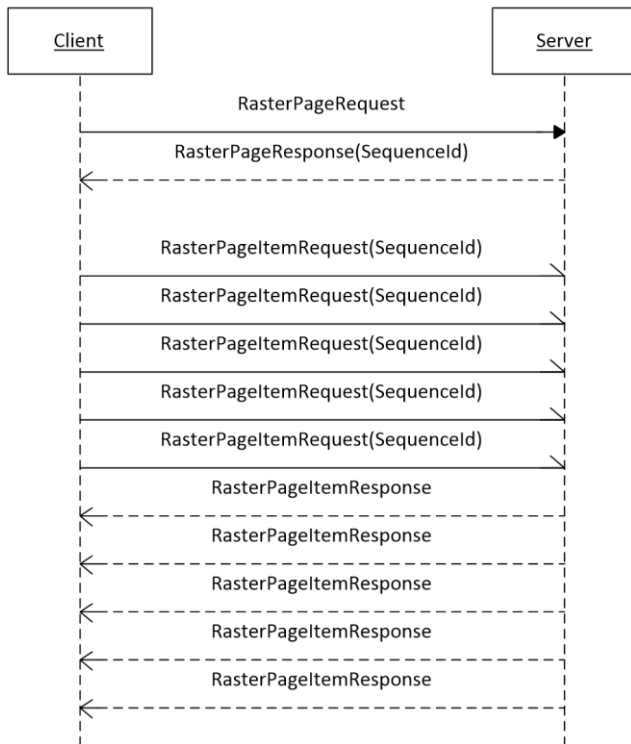 Client
Server
RasterPageRequest
RasterPageResponse(SequenceId)
RasterPageItemRequest(SequenceId)
RasterPageItemRequest(SequenceId)
RasterPageItemRequest(SequenceId)
RasterPageItemRequest(SequenceId)
RasterPageItemRequest(SequenceId)
RasterPageItemResponse
RasterPageItemResponse
RasterPageItemResponse
RasterPageItemResponse
RasterPageItemResponse